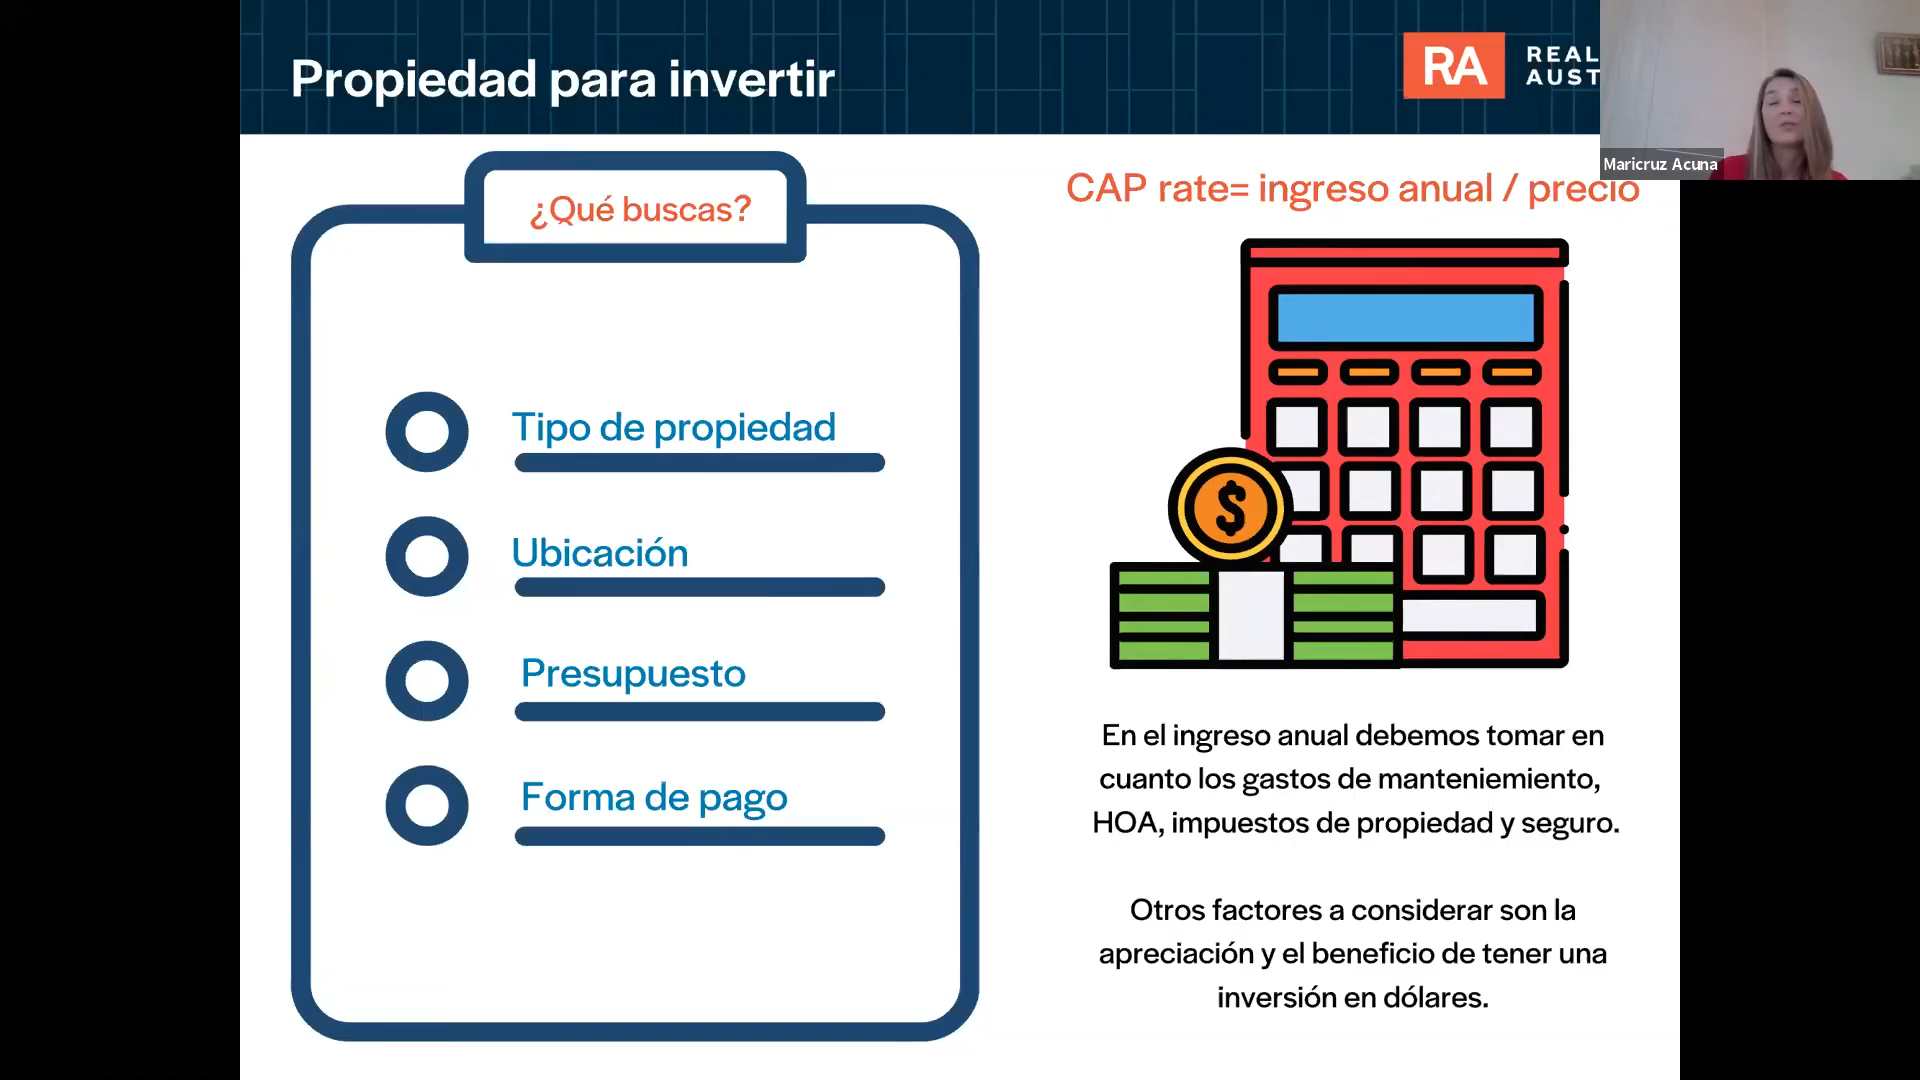 Propiedad para invertir
RA
REAL
AUST
Maricruz Acuna
¿Qué buscas?
Tipo de propiedad
Ubicación
Presupuesto
Forma de pago
CAP rate= ingreso anual / precio
$
En el ingreso anual debemos tomar en
cuanto los gastos de manteniemiento,
HOA, impuestos de propiedad y seguro.
Otros factores a considerar son la
apreciación y el beneficio de tener una
inversión en dólares.